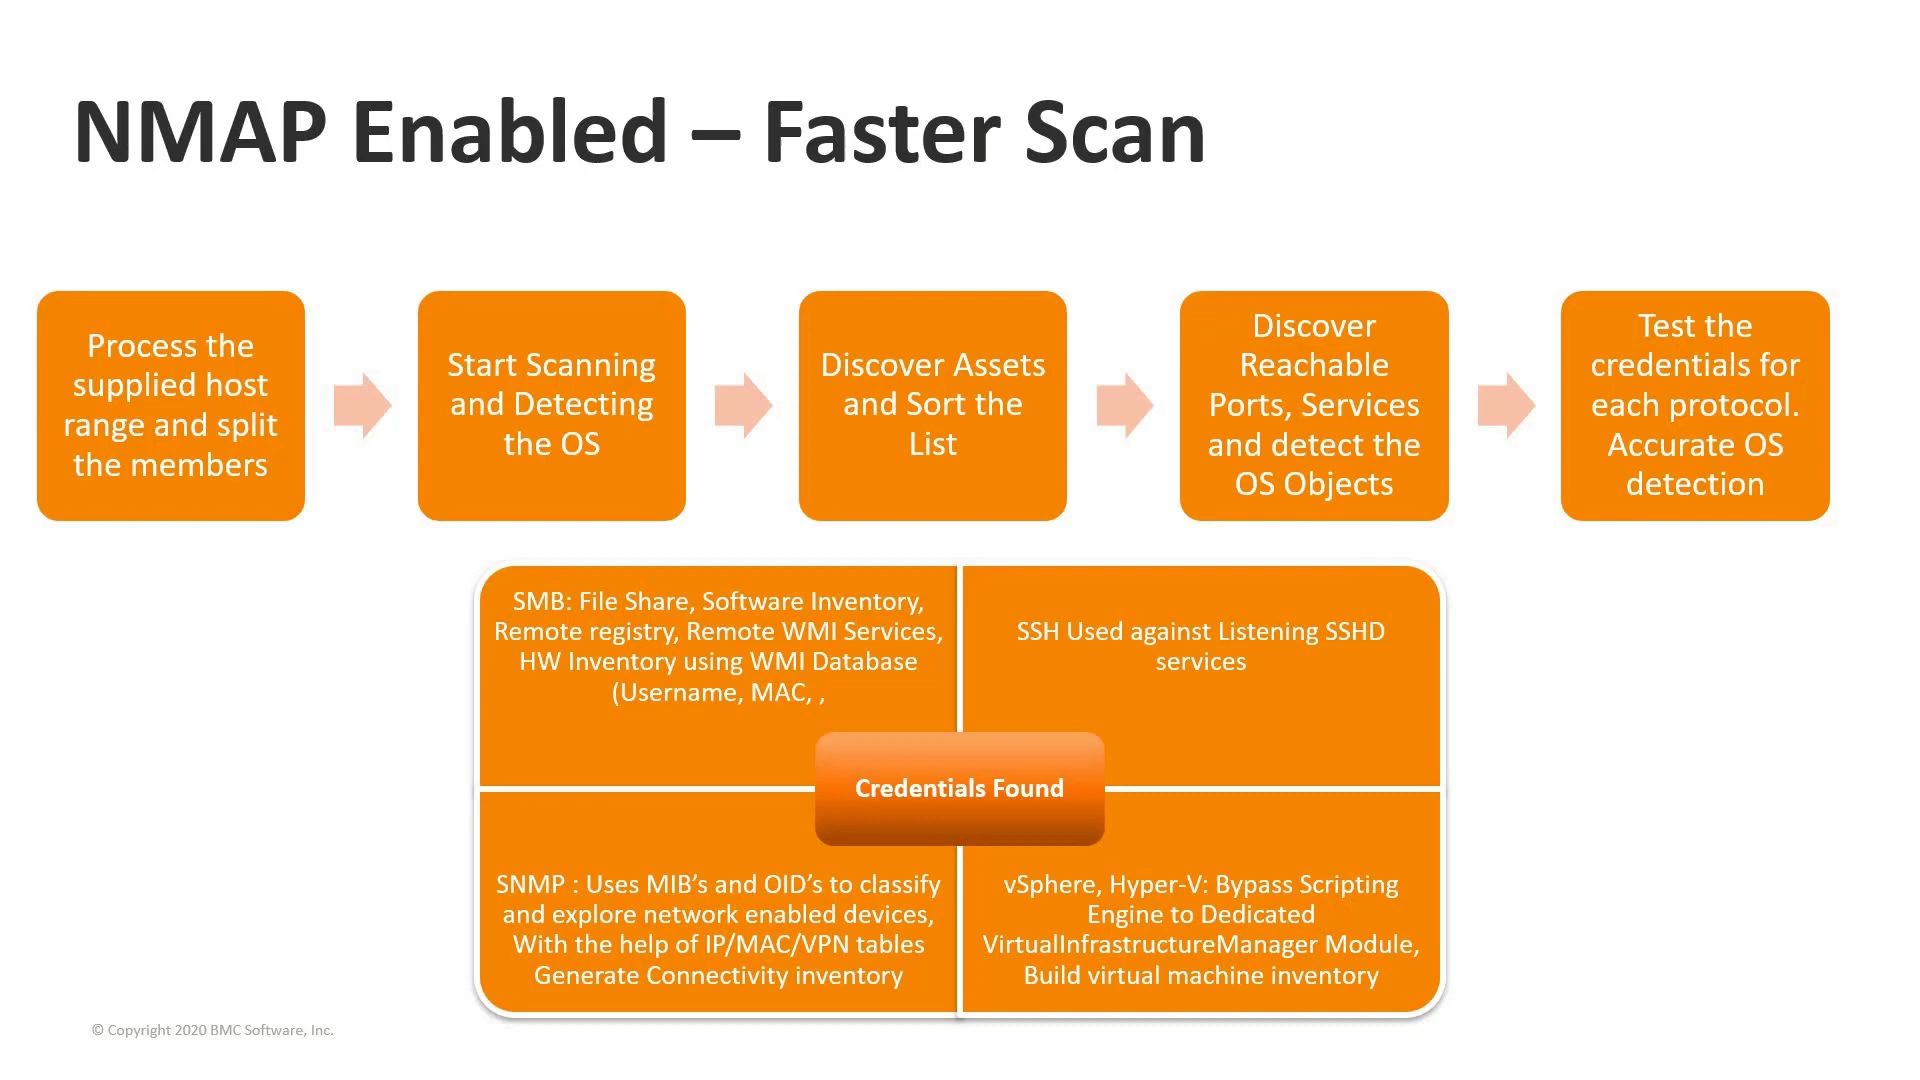 NMAP Enabled – Faster Scan
Process the
supplied host
range and split
the members
Start Scanning
and Detecting
the OS
Discover Assets
and Sort the
List
Discover
Reachable
Ports, Services
and detect the
OS Objects
Test the
credentials for
each protocol.
Accurate OS
detection
SMB: File Share, Software Inventory,
Remote registry, Remote WMI Services,
HW Inventory using WMI Database
(Username, MAC, ,
SSH Used against Listening SSHD
services
Credentials Found
SNMP : Uses MIB’s and OID’s to classify
and explore network enabled devices,
With the help of IP/MAC/VPN tables
Generate Connectivity inventory
vSphere, Hyper-V: Bypass Scripting
Engine to Dedicated
VirtualInfrastructureManager Module,
Build virtual machine inventory
© Copyright 2020 BMC Software, Inc.